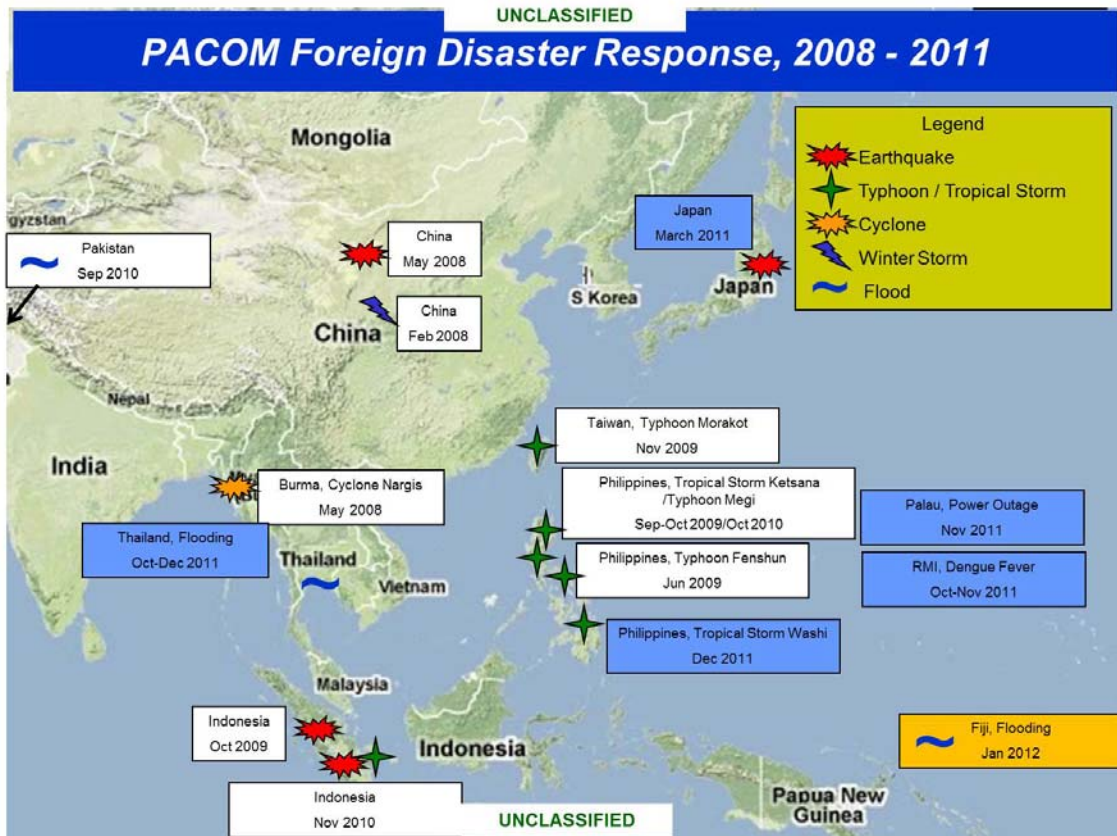 UNCLASSIFIED
PACOM Foreign Disaster Response, 2008 - 2011
Legend
Earthquake
Typhoon / Tropical Storm
Cyclone
Winter Storm
Flood
Mongolia
gyzstan
Pakistan
Sep 2010
China
May 2008
Japan
March 2011
S Korea
Japan
China
China
Feb 2008
Nepal
India
Taiwan, Typhoon Morakot
Nov 2009
Burma, Cyclone Nargis
May 2008
Philippines, Tropical Storm Ketsana
/Typhoon Megi
Sep-Oct 2009/Oct 2010
Palau, Power Outage
Nov 2011
Thailand, Flooding
Oct-Dec 2011
Thailand
Vietnam
Philippines, Typhoon Fenshun
Jun 2009
RMI, Dengue Fever
Oct-Nov 2011
Philippines, Tropical Storm Washi
Dec 2011
Malaysia
Indonesia
Oct 2009
Indonesia
Fiji, Flooding
Jan 2012
Indonesia
Nov 2010
Papua New
Guinea
UNCLASSIFIED